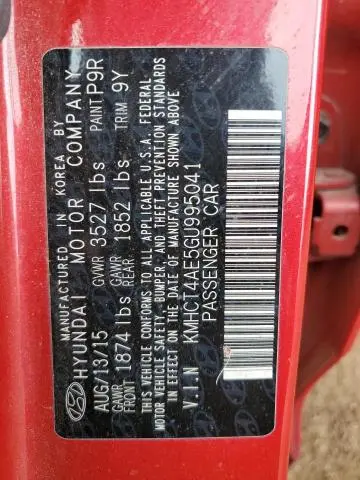 MANUFACTURED IN KOREA BY
HYUNDAI MOTOR COMPANY
AUG/13/15 GVWR 3527 lbs PAINT P9R
GAWR FRONT 1874 lbs GAWR REAR 1852 lbs TRIM 9Y
THIS VEHICLE CONFORMS TO ALL APPLICABLE U.S.A. FEDERAL
MOTOR VEHICLE SAFETY, BUMPER, AND THEFT PREVENTION STANDARDS
IN EFFECT ON THE DATE OF MANUFACTURE SHOWN ABOVE
V.I.N KMHCT4AE5GU995041
PASSENGER CAR